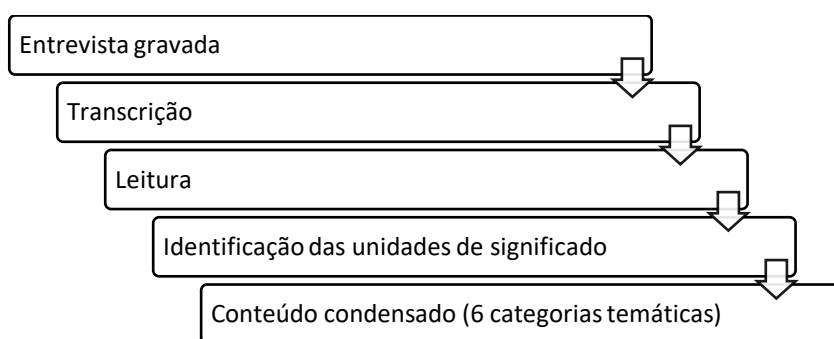 Entrevista gravada
Transcrição
Leitura
Identificação das unidades de significado
Conteúdo condensado (6 categorias temáticas)